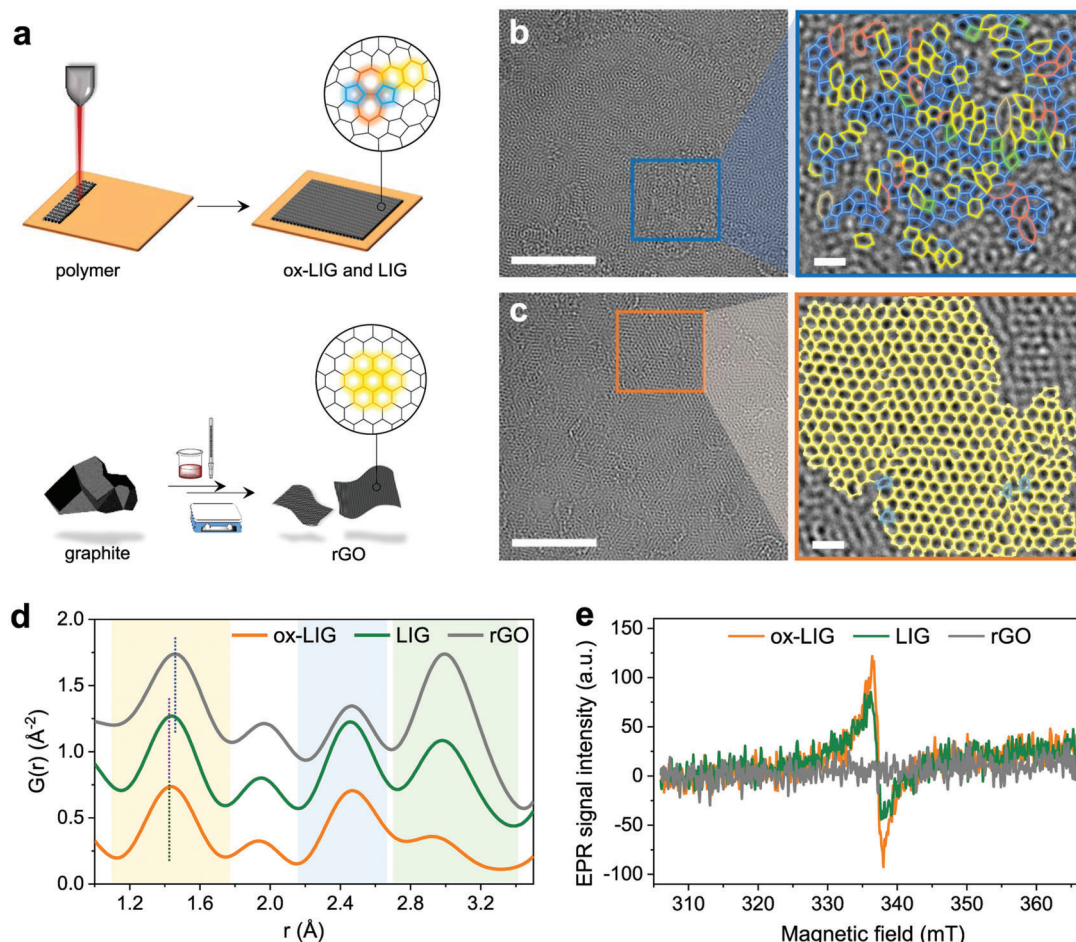 a
polymer
ox-LIG and LIG
graphite
rGO
b
c
d
ox-LIG
LIG
rGO
2.0
1.5
1.0
0.5
0.0
G(r) (Å-2)
1.2
1.6
2.0
2.4
2.8
3.2
r (Å)
e
ox-LIG
LIG
rGO
150
100
50
0
-50
-100
EPR signal intensity (a.u.)
310
320
330
340
350
360
Magnetic field (mT)